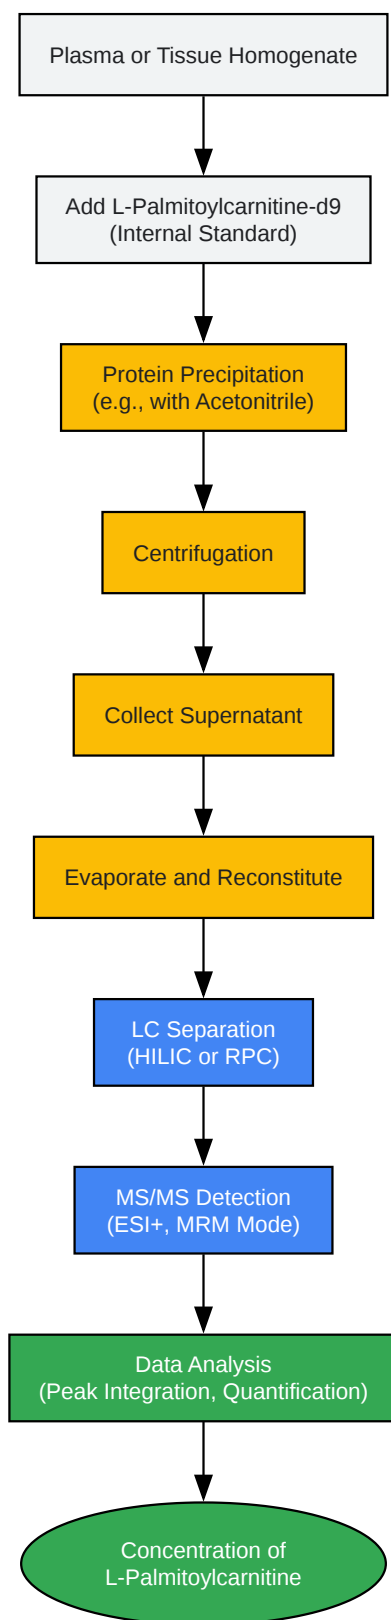 Plasma or Tissue Homogenate
Add L-Palmitoylcarnitine-d9
(Internal Standard)
Protein Precipitation
(e.g., with Acetonitrile)
Centrifugation
Collect Supernatant
Evaporate and Reconstitute
LC Separation
(HILIC or RPC)
MS/MS Detection
(ESI+, MRM Mode)
Data Analysis
(Peak Integration, Quantification)
Concentration of
L-Palmitoylcarnitine